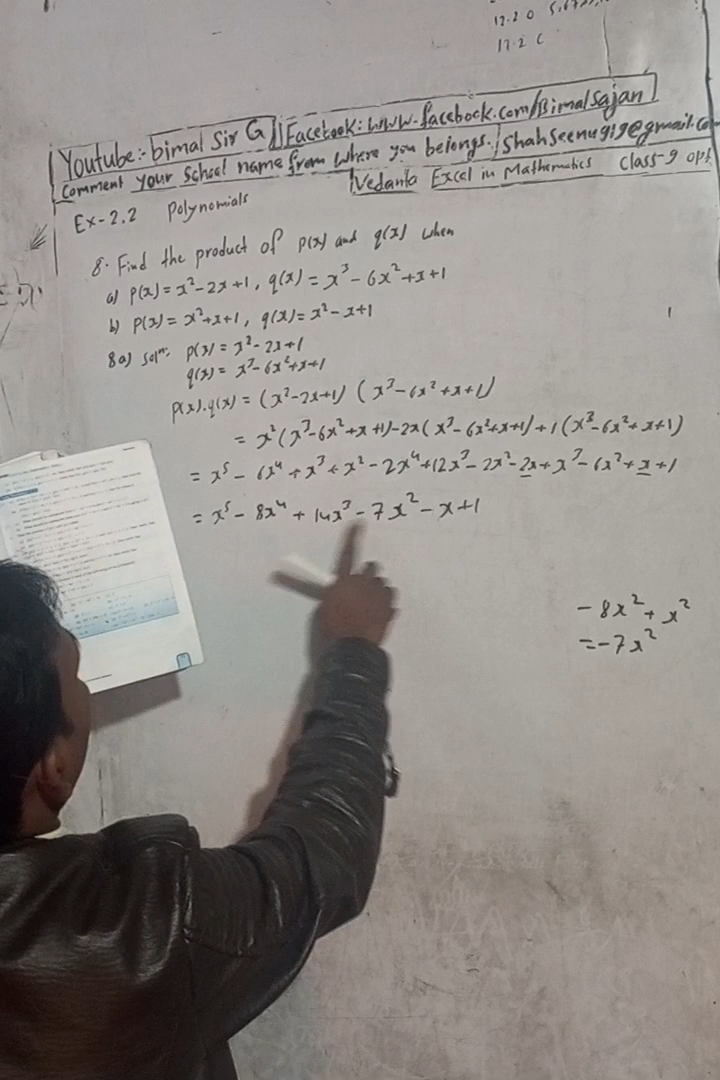 17.2 0
17.2 C
Youtube:- bimal Sir G Facebook: www.facebook.com/Bimalsajan
Comment your school name from where you belongs. Shahseenu919@gmail.com
Vedanta Excel in Mathematics Class-9 opt
Ex-2.2 Polynomials
8. Find the product of p(x) and q(x) when
a) p(x) = x² - 2x + 1, q(x) = x³ - 6x² + x + 1
b) p(x) = x² + x + 1, q(x) = x² - x + 1
8a) solⁿ: p(x) = x² - 2x + 1
q(x) = x³ - 6x² + x + 1
p(x).q(x) = (x² - 2x + 1) (x³ - 6x² + x + 1)
= x²(x³ - 6x² + x + 1) - 2x(x³ - 6x² + x + 1) + 1(x³ - 6x² + x + 1)
= x⁵ - 6x⁴ + x³ + x² - 2x⁴ + 12x³ - 2x² - 2x + x³ - 6x² + x + 1
= x⁵ - 8x⁴ + 14x³ - 7x² - x + 1
- 8x² + x²
= -7x²